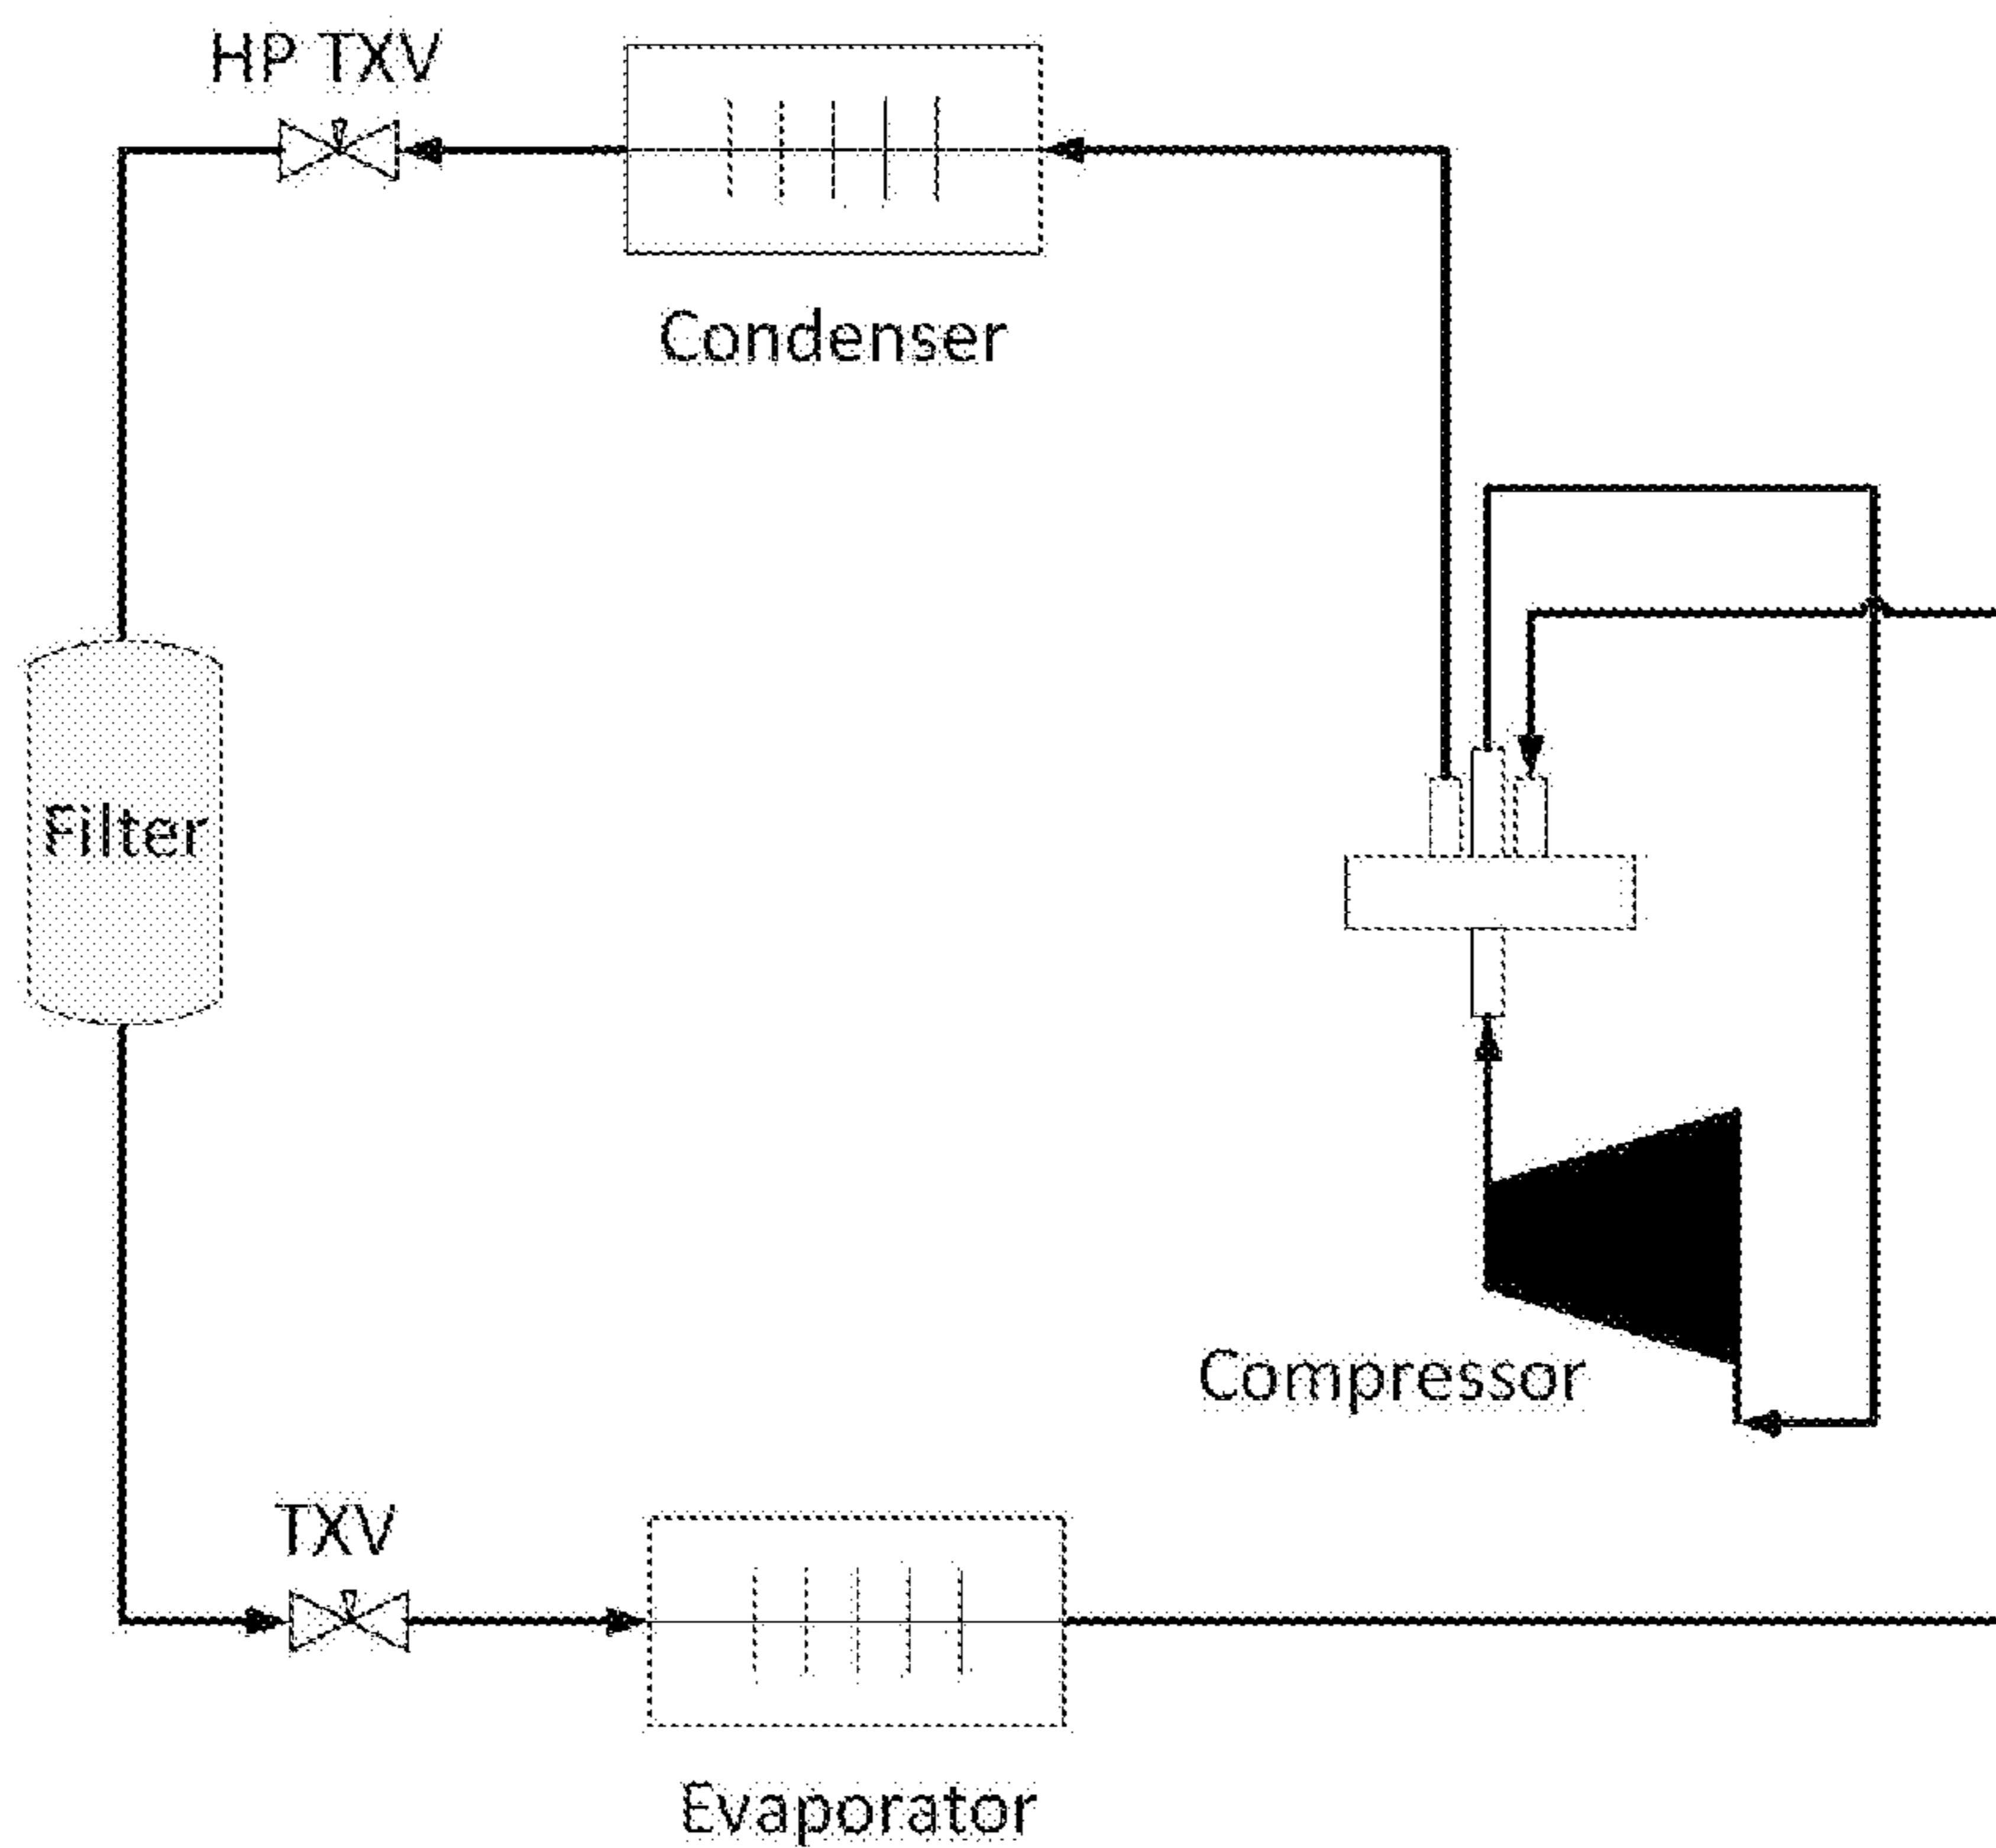 HP TXV
Condenser
Filter
Compressor
TXV
Evaporator